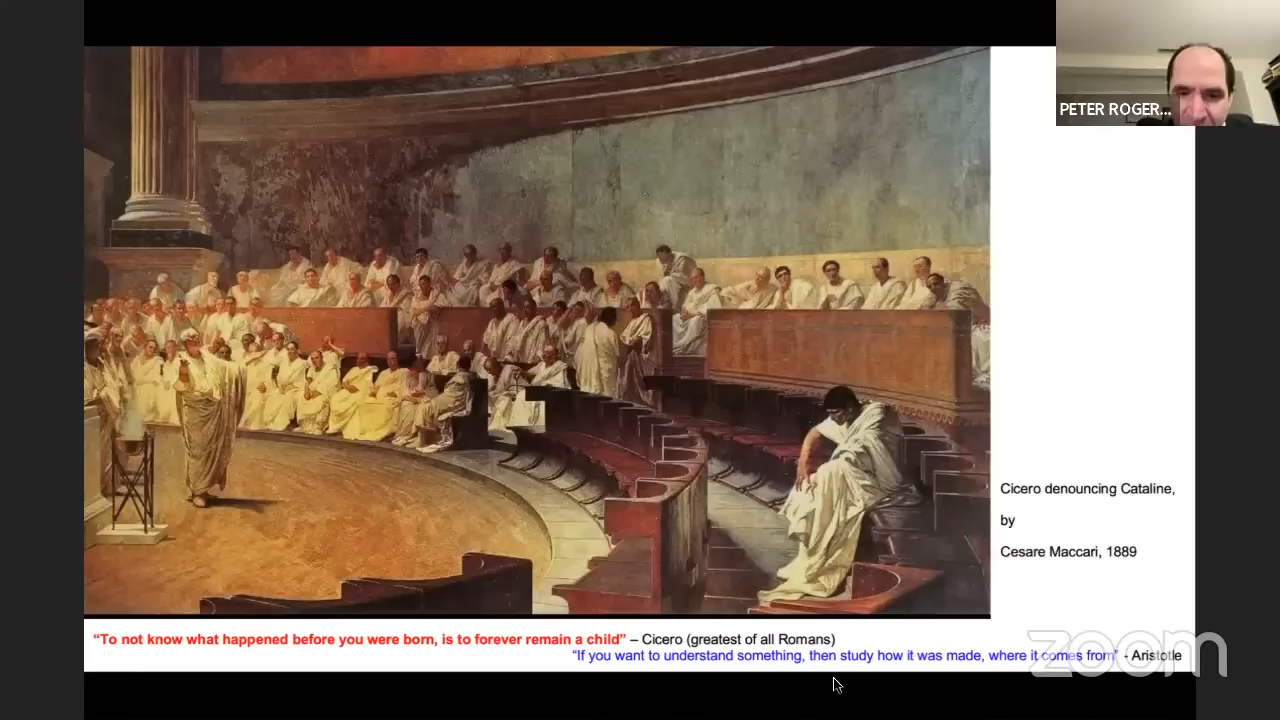 PETER ROGER...
Cicero denouncing Cataline,
by
Cesare Maccari, 1889
“To not know what happened before you were born, is to forever remain a child” – Cicero (greatest of all Romans)
“If you want to understand something, then study how it was made, where it comes from” - Aristotle
zoom